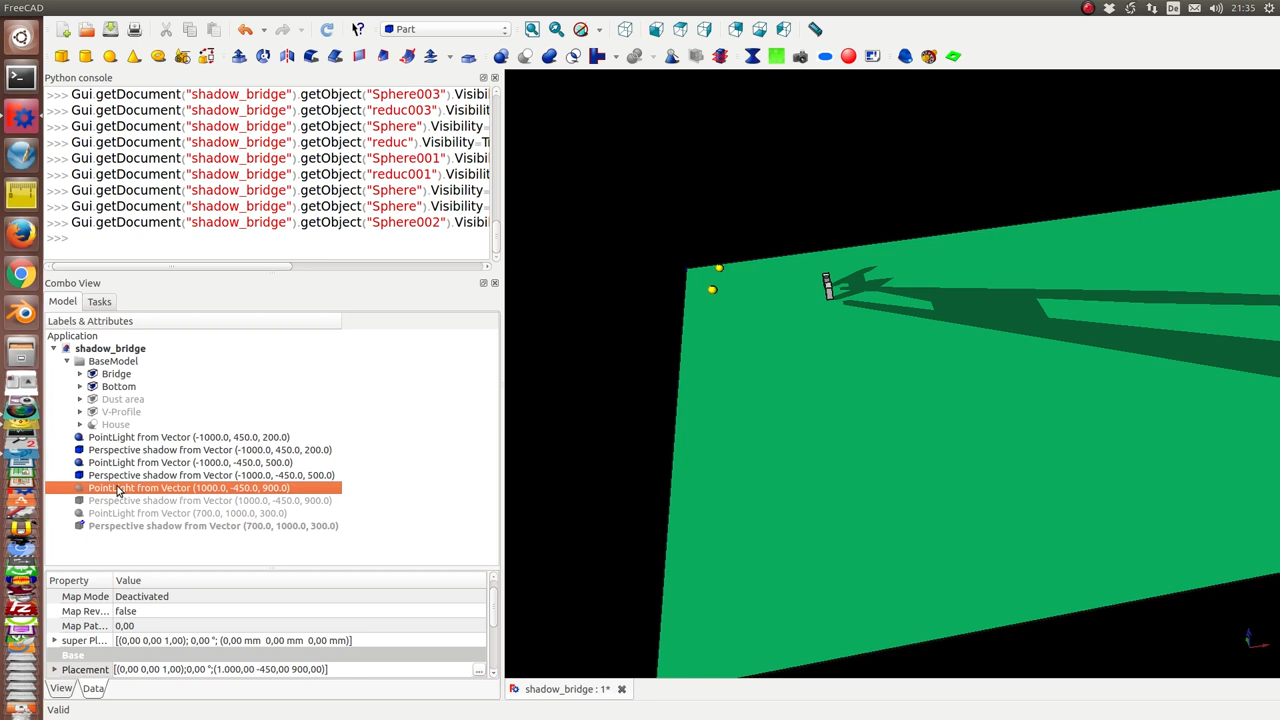 FreeCAD
De
21:35
Part
Python console
>>> Gui.getDocument("shadow_bridge").getObject("Sphere003").Visibil
>>> Gui.getDocument("shadow_bridge").getObject("reduc003").Visibilit
>>> Gui.getDocument("shadow_bridge").getObject("Sphere").Visibility=
>>> Gui.getDocument("shadow_bridge").getObject("reduc").Visibility=T
>>> Gui.getDocument("shadow_bridge").getObject("Sphere001").Visibil
>>> Gui.getDocument("shadow_bridge").getObject("reduc001").Visibilit
>>> Gui.getDocument("shadow_bridge").getObject("Sphere").Visibility=
>>> Gui.getDocument("shadow_bridge").getObject("Sphere").Visibility=
>>> Gui.getDocument("shadow_bridge").getObject("Sphere002").Visibil
>>>
Combo View
Model Tasks
Labels & Attributes
Application
shadow_bridge
BaseModel
Bridge
Bottom
Dust area
V-Profile
House
PointLight from Vector (-1000.0, 450.0, 200.0)
Perspective shadow from Vector (-1000.0, 450.0, 200.0)
PointLight from Vector (-1000.0, -450.0, 500.0)
Perspective shadow from Vector (-1000.0, -450.0, 500.0)
PointLight from Vector (1000.0, -450.0, 900.0)
Perspective shadow from Vector (1000.0, -450.0, 900.0)
PointLight from Vector (700.0, 1000.0, 300.0)
Perspective shadow from Vector (700.0, 1000.0, 300.0)
Property Value
Map Mode Deactivated
Map Rev... false
Map Pat... 0,00
super Pl... [(0,00 0,00 1,00); 0,00 °; (0,00 mm 0,00 mm 0,00 mm)]
Base
Placement [(0,00 0,00 1,00);0,00 °;(1.000,00 -450,00 900,00)]
...
View Data
shadow_bridge : 1*
Valid